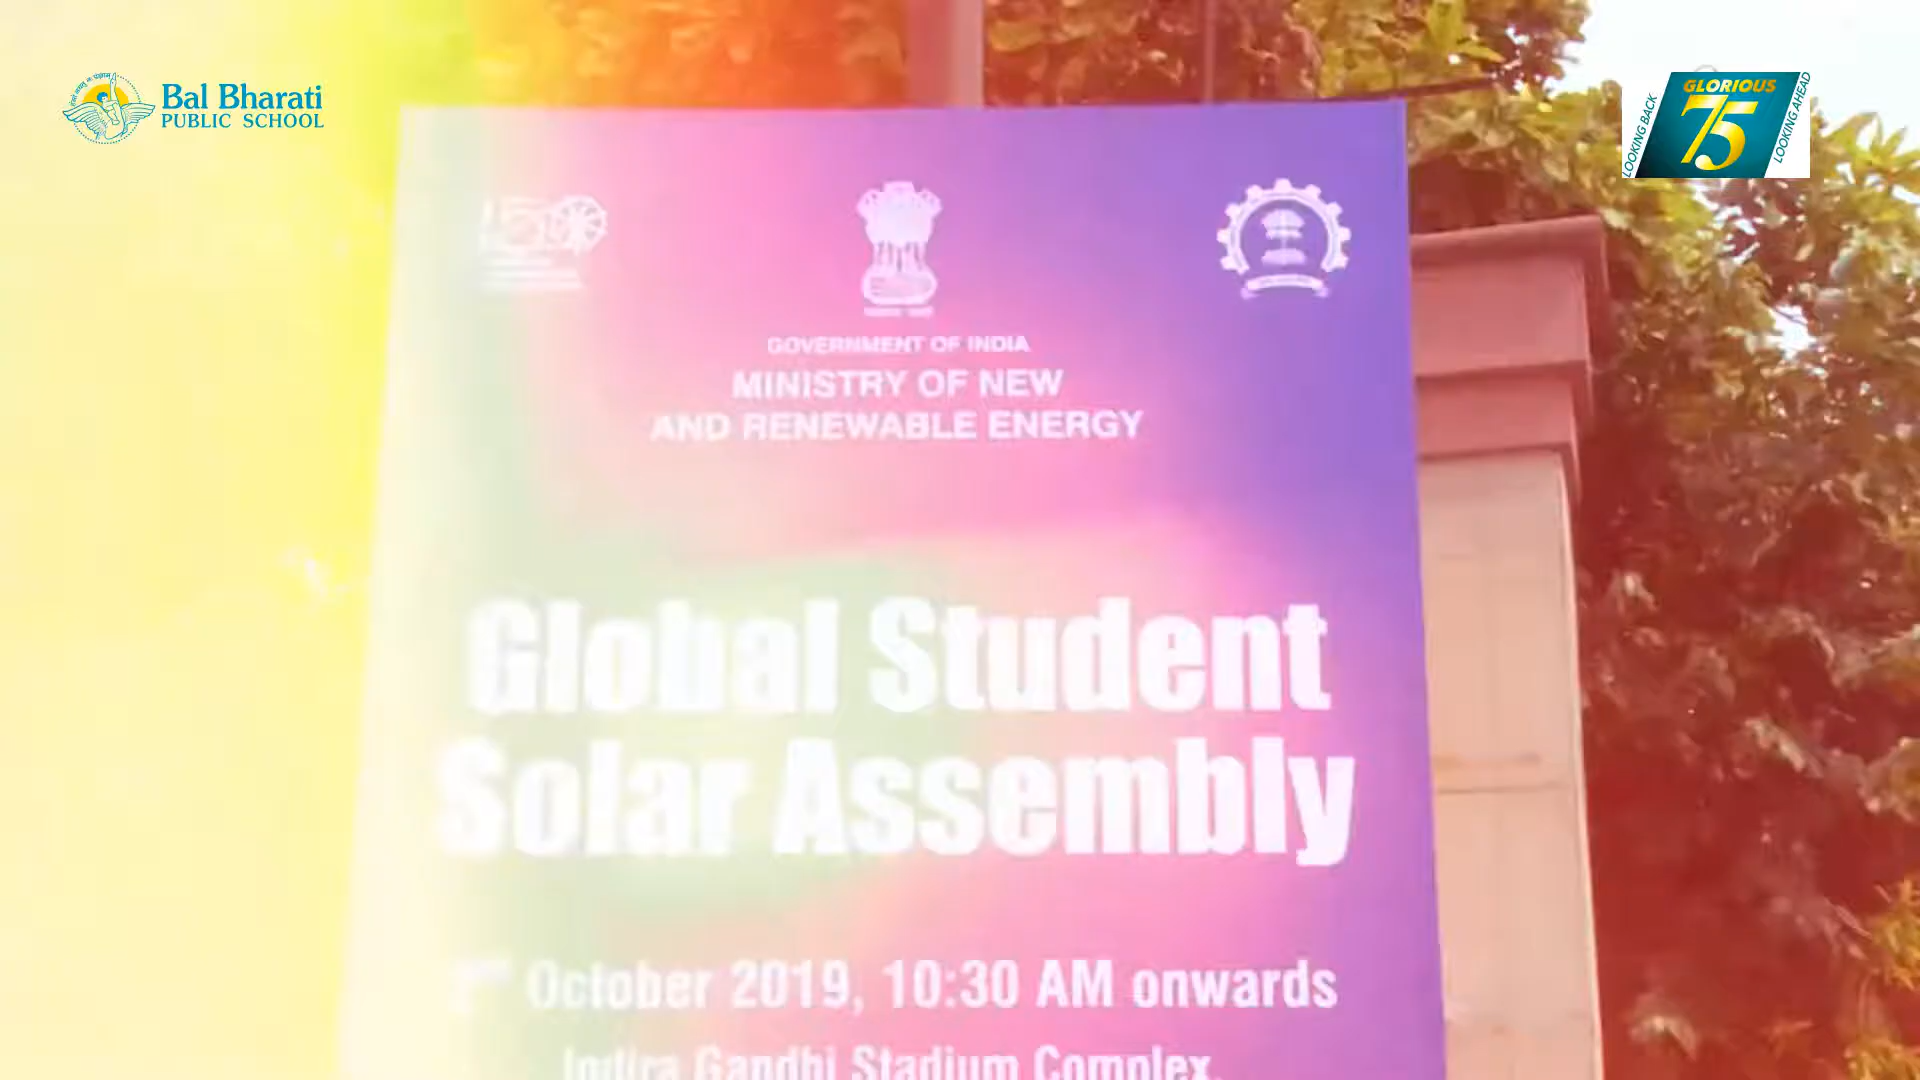 Bal Bharati
PUBLIC SCHOOL
GLORIOUS
75
LOOKING BACK
LOOKING AHEAD
150
GOVERNMENT OF INDIA
MINISTRY OF NEW
AND RENEWABLE ENERGY
Global Student
Solar Assembly
October 2019, 10:30 AM onwards
Indira Gandhi Stadium Complex,